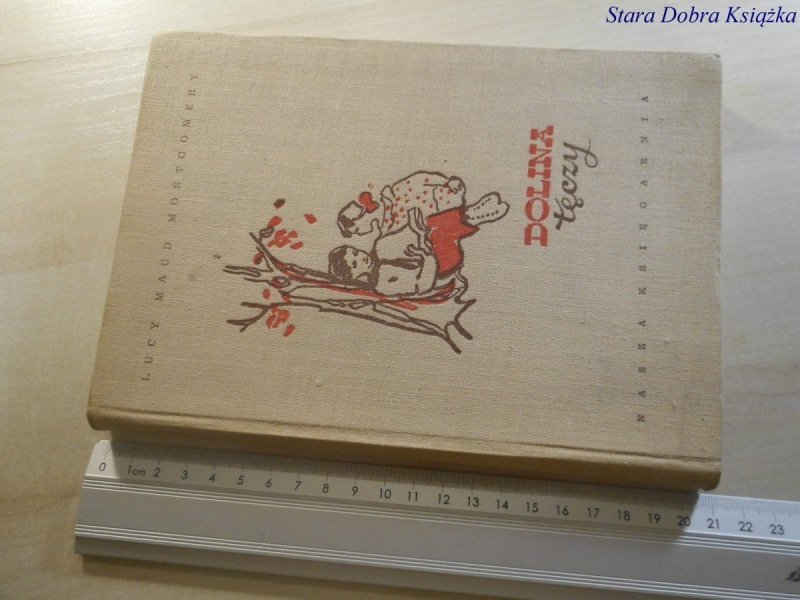 Stara Dobra Książka
LUCY MAUD MONTGOMERY
DOLINA
tęczy
NASZA KSIĘGARNIA
0 1cm 2 3 4 5 6 7 8 9 10 11 12 13 14 15 16 17 18 19 20 21 22 23